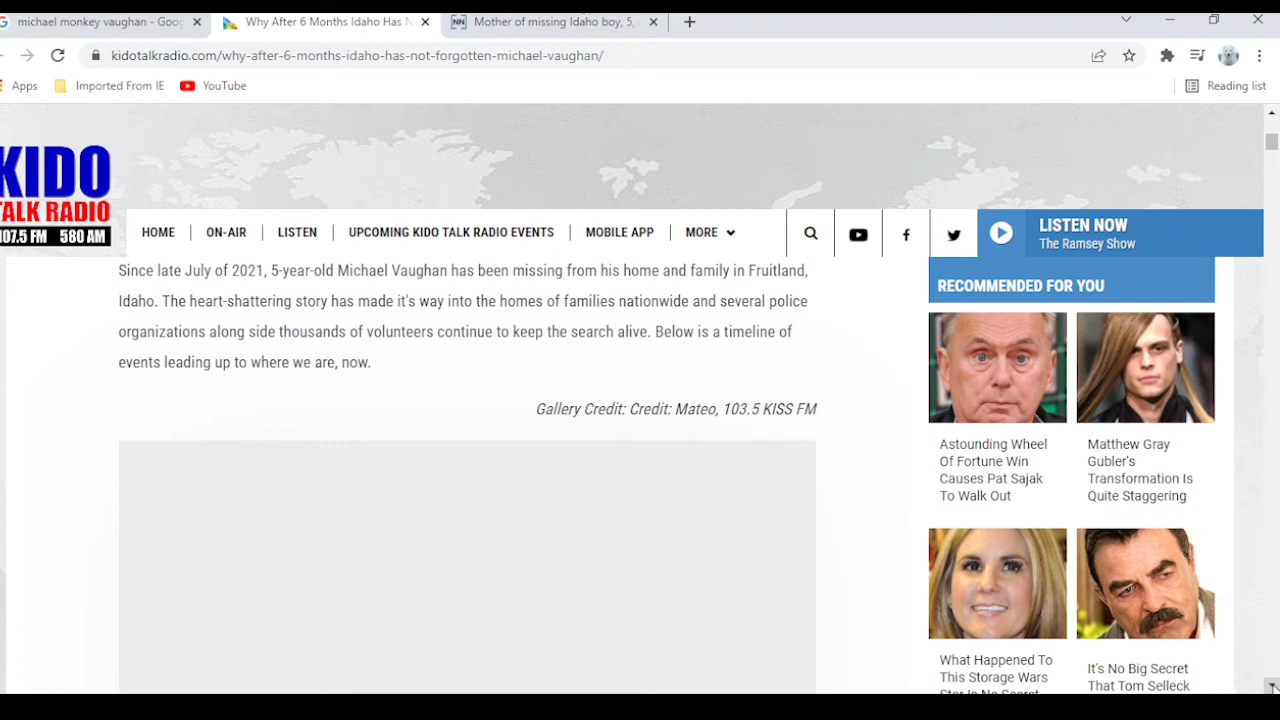 michael monkey vaughan - Goog
Why After 6 Months Idaho Has N
NN Mother of missing Idaho boy, 5,
kidotalkradio.com/why-after-6-months-idaho-has-not-forgotten-michael-vaughan/
Apps Imported From IE YouTube Reading list
KIDO
TALK RADIO
107.5 FM 580 AM
HOME ON-AIR LISTEN UPCOMING KIDO TALK RADIO EVENTS MOBILE APP MORE
LISTEN NOW
The Ramsey Show
Since late July of 2021, 5-year-old Michael Vaughan has been missing from his home and family in Fruitland,
Idaho. The heart-shattering story has made it's way into the homes of families nationwide and several police
organizations along side thousands of volunteers continue to keep the search alive. Below is a timeline of
events leading up to where we are, now.
Gallery Credit: Credit: Mateo, 103.5 KISS FM
RECOMMENDED FOR YOU
Astounding Wheel
Of Fortune Win
Causes Pat Sajak
To Walk Out
Matthew Gray
Gubler's
Transformation Is
Quite Staggering
What Happened To
This Storage Wars
Star Is No Secret
It's No Big Secret
That Tom Selleck